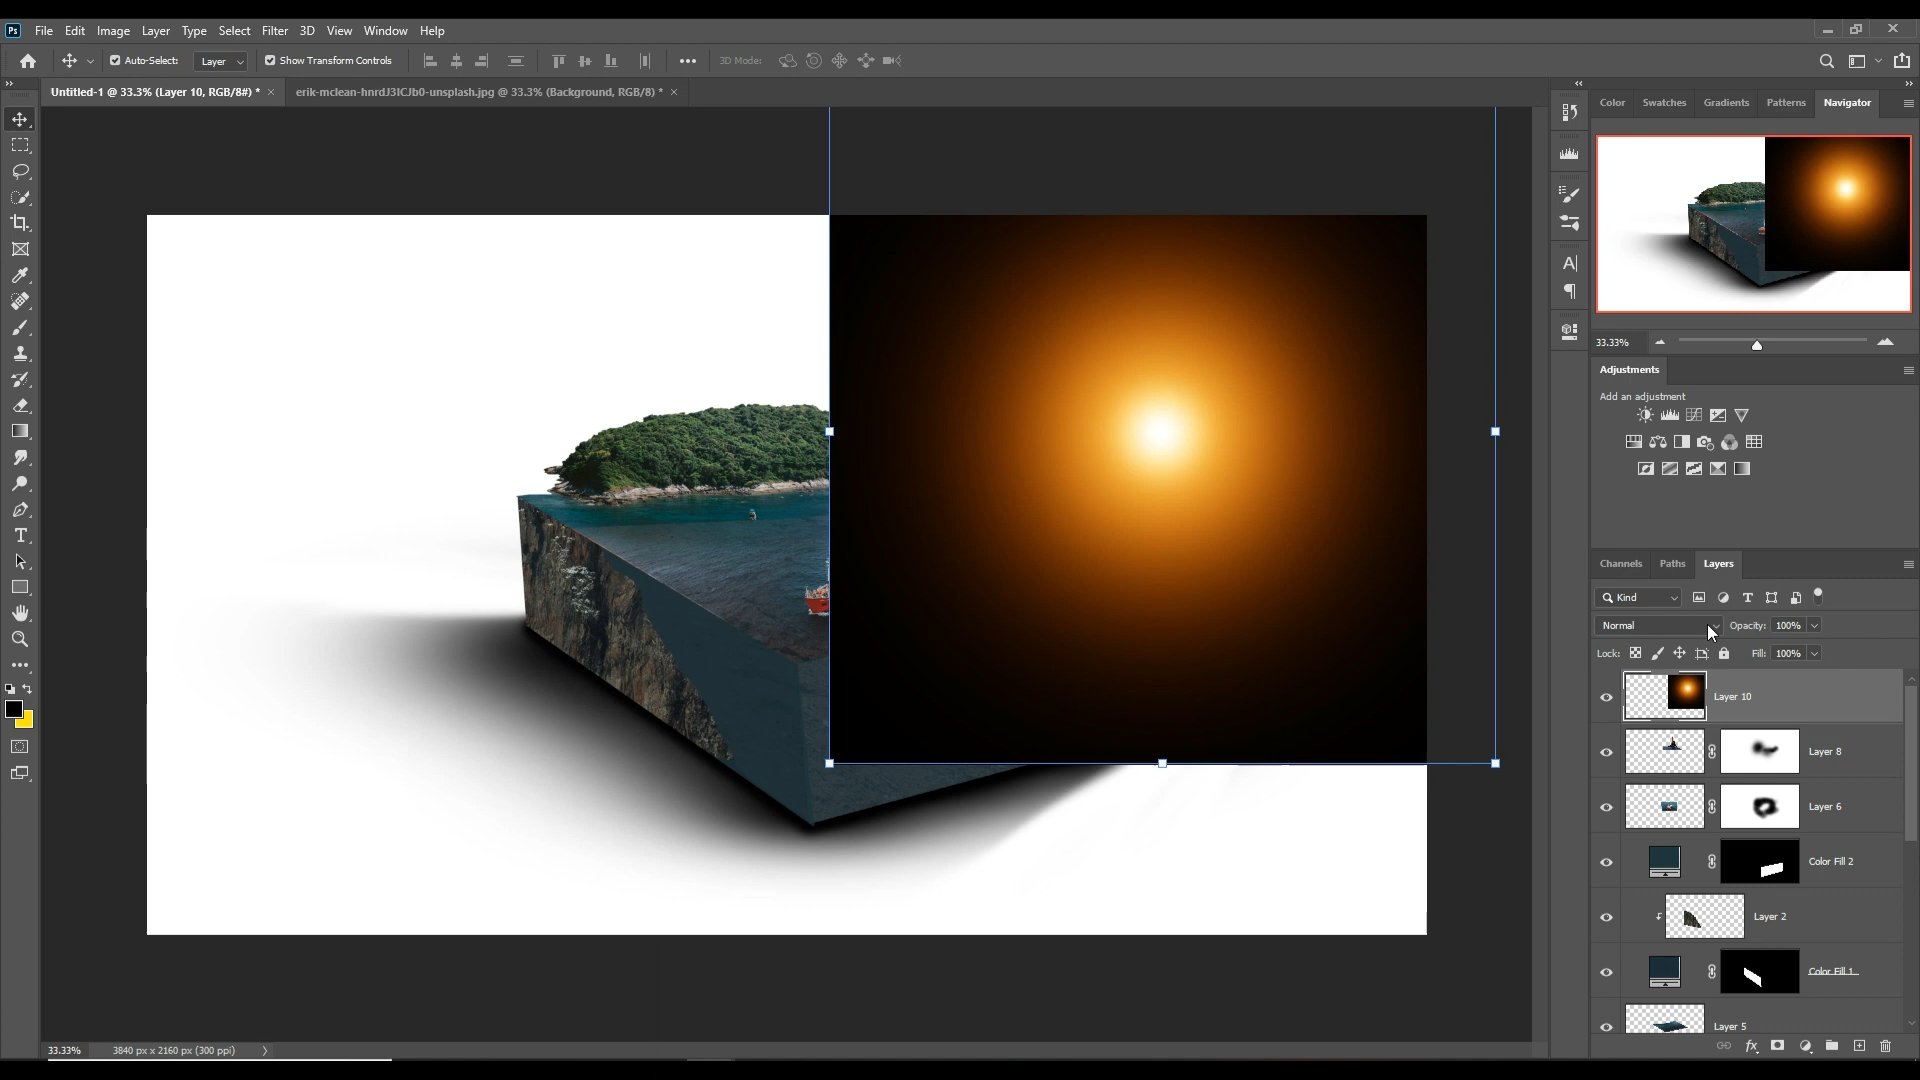 Ps File Edit Image Layer Type Select Filter 3D View Window Help
Auto-Select: Layer Show Transform Controls 3D Mode:
Untitled-1 @ 33.3% (Layer 10, RGB/8#) * erik-mclean-hnrdJ3lCJb0-unsplash.jpg @ 33.3% (Background, RGB/8) *
Color Swatches Gradients Patterns Navigator
33.33%
Adjustments
Add an adjustment
Channels Paths Layers
Kind
Normal Opacity: 100%
Lock: Fill: 100%
Layer 10
Layer 8
Layer 6
Color Fill 2
Layer 2
Color Fill 1
Layer 5
33.33% 3840 px x 2160 px (300 ppi)